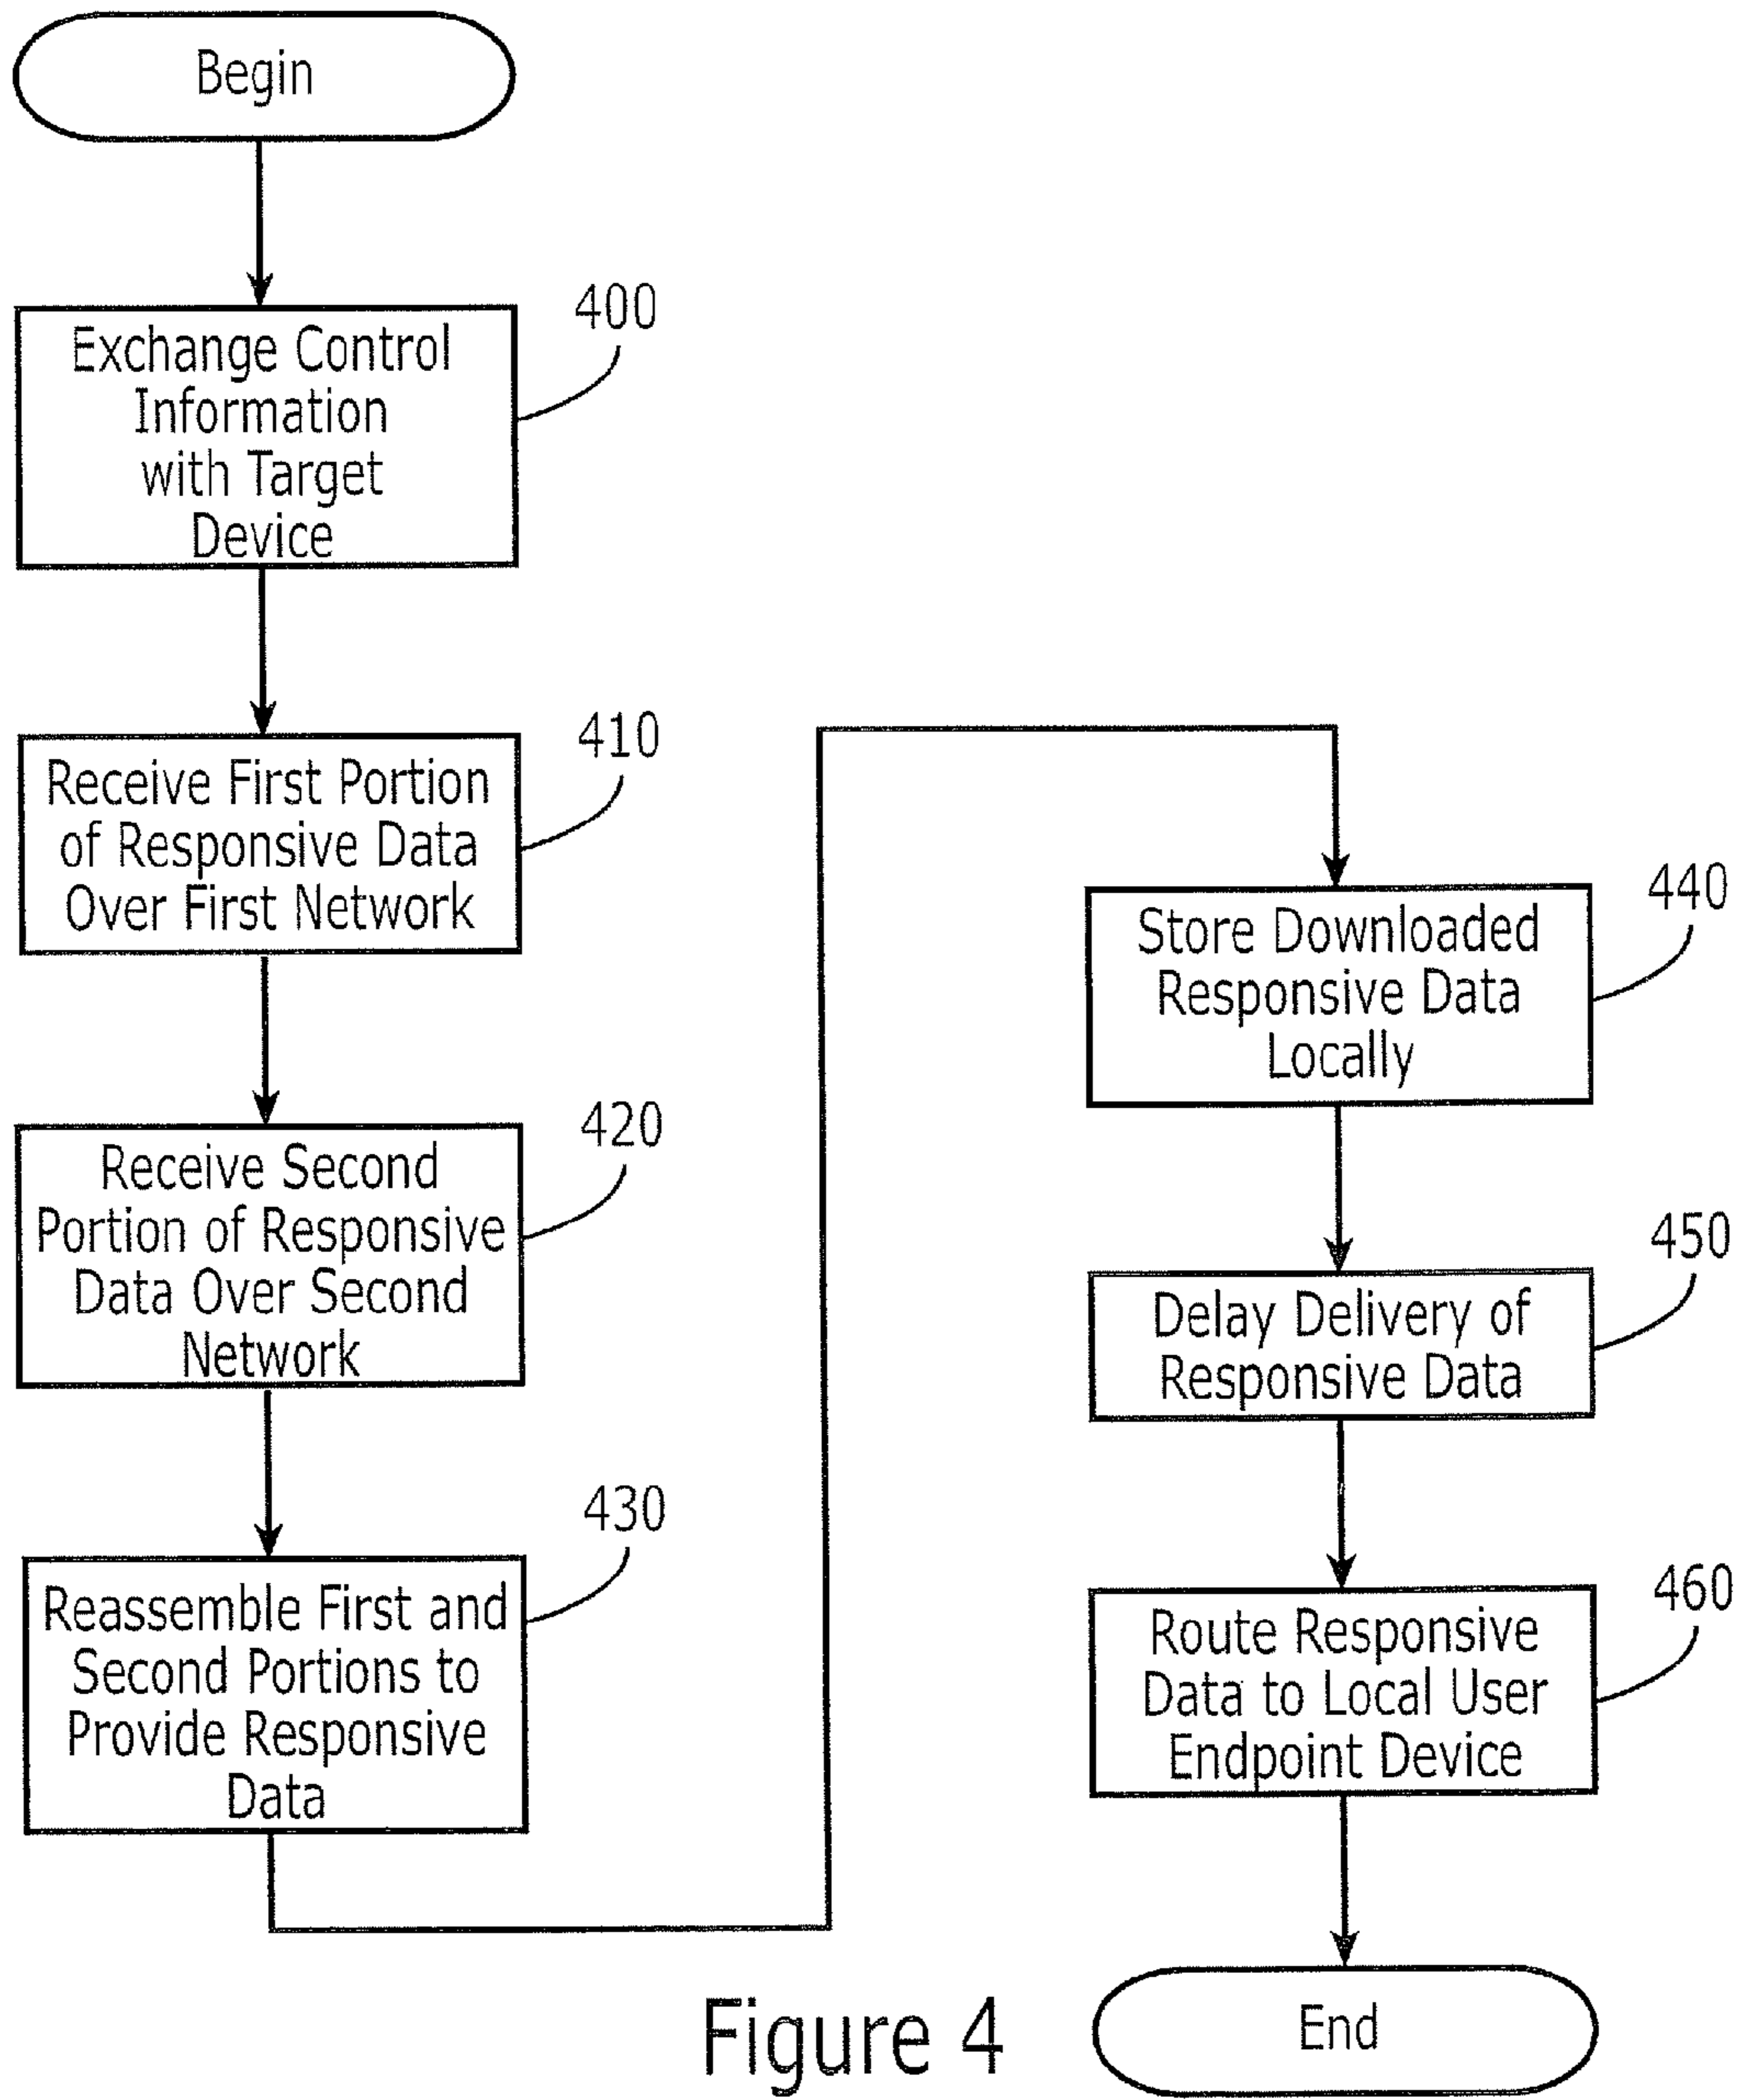 Begin
400
Exchange Control
Information
with Target
Device
410
Receive First Portion
of Responsive Data
Over First Network
420
Receive Second
Portion of Responsive
Data Over Second
Network
430
Reassemble First and
Second Portions to
Provide Responsive
Data
440
Store Downloaded
Responsive Data
Locally
450
Delay Delivery of
Responsive Data
460
Route Responsive
Data to Local User
Endpoint Device
End
Figure 4